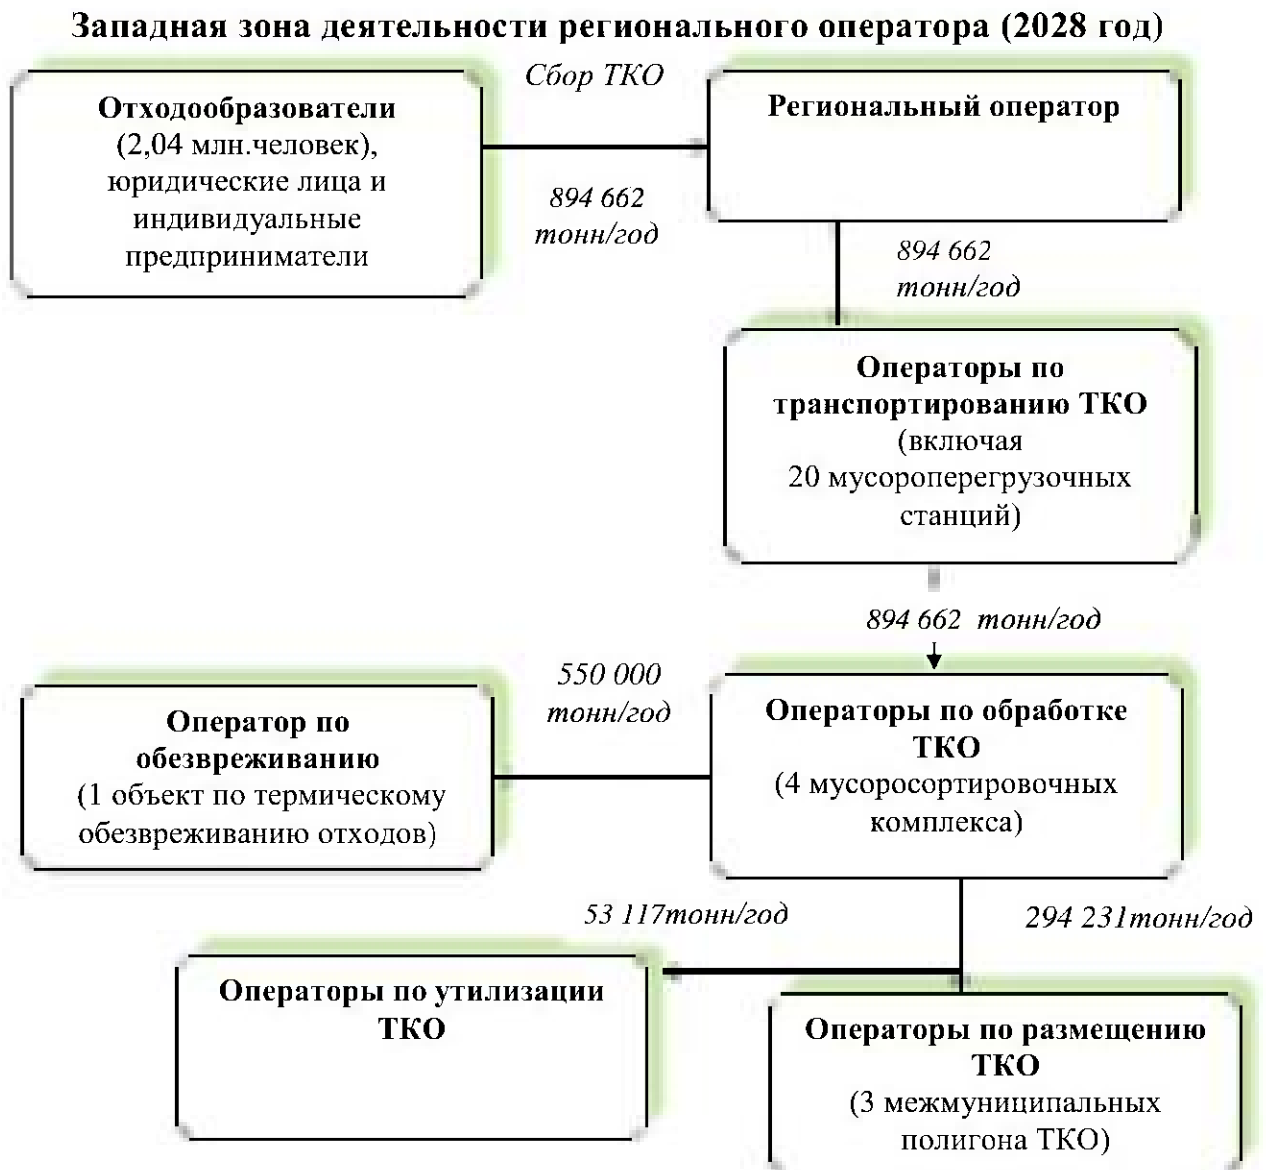 Западная зона деятельности регионального оператора (2028 год)
Сбор ТКО
Отходообразователи
(2,04 млн.человек),
юридические лица и
индивидуальные
предприниматели
894 662
тонн/год
Региональный оператор
894 662
тонн/год
Операторы по
транспортированию ТКО
(включая
20 мусороперегрузочных
станций)
894 662 тонн/год
550 000
тонн/год
Оператор по
обезвреживанию
(1 объект по термическому
обезвреживанию отходов)
Операторы по обработке
ТКО
(4 мусоросортировочных
комплекса)
53 117тонн/год
294 231тонн/год
Операторы по утилизации
ТКО
Операторы по размещению
ТКО
(3 межмуниципальных
полигона ТКО)